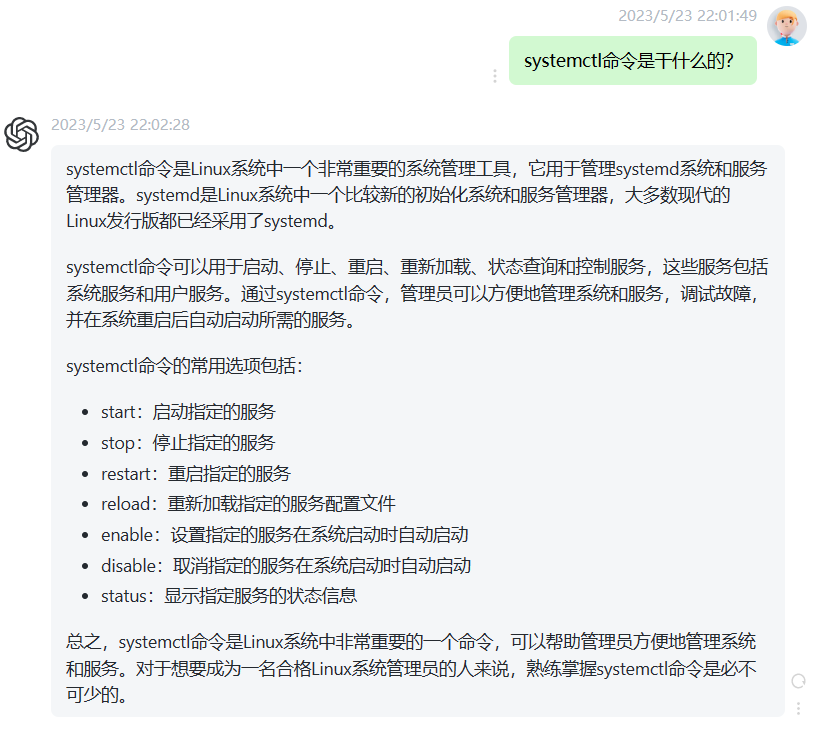 2023/5/23 22:01:49
systemctl命令是干什么的？
2023/5/23 22:02:28
systemctl命令是Linux系统中一个非常重要的系统管理工具，它用于管理systemd系统和服务
管理器。systemd是Linux系统中一个比较新的初始化系统和服务管理器，大多数现代的
Linux发行版都已经采用了systemd。
systemctl命令可以用于启动、停止、重启、重新加载、状态查询和控制服务，这些服务包括
系统服务和用户服务。通过systemctl命令，管理员可以方便地管理系统和服务，调试故障，
并在系统重启后自动启动所需的服务。
systemctl命令的常用选项包括：
• start：启动指定的服务
• stop：停止指定的服务
• restart：重启指定的服务
• reload：重新加载指定的服务配置文件
• enable：设置指定的服务在系统启动时自动启动
• disable：取消指定的服务在系统启动时自动启动
• status：显示指定服务的状态信息
总之，systemctl命令是Linux系统中非常重要的一个命令，可以帮助管理员方便地管理系统
和服务。对于想要成为一名合格Linux系统管理员的人来说，熟练掌握systemctl命令是必不
可少的。